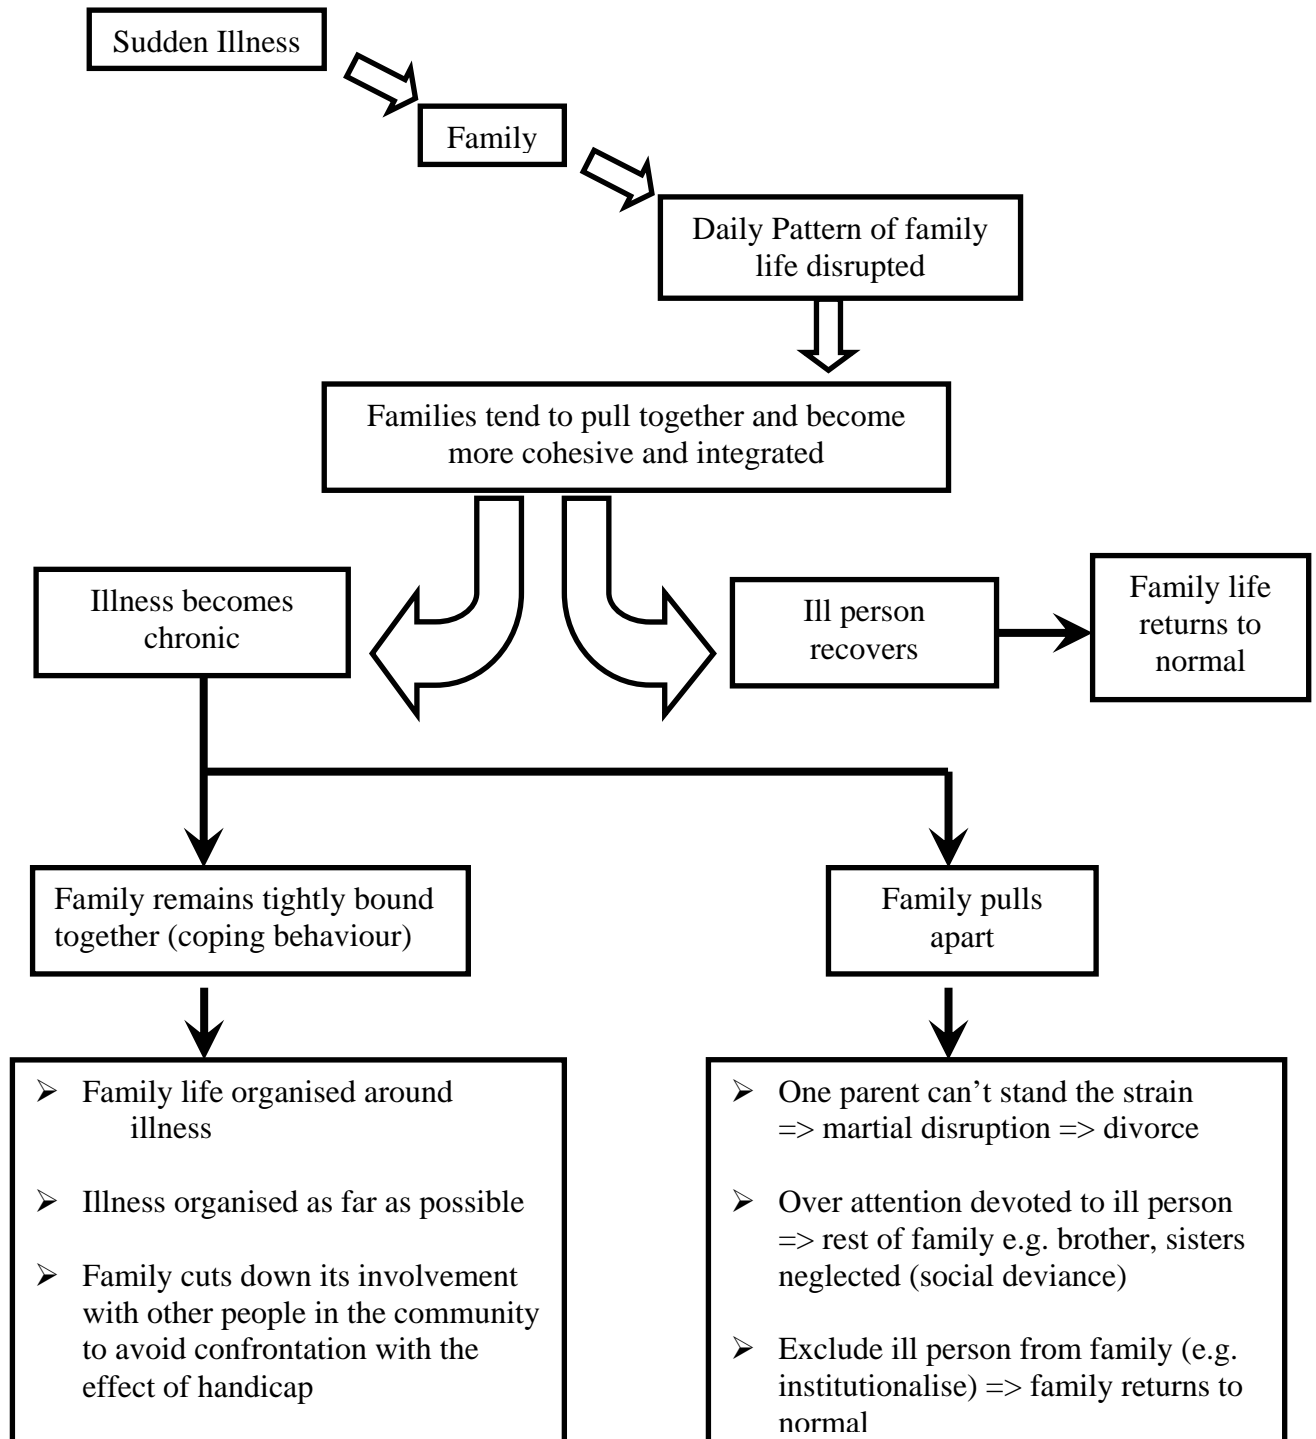 Sudden Illness
Family
Daily Pattern of family
life disrupted
Families tend to pull together and become
more cohesive and integrated
Illness becomes
chronic
Ill person
recovers
Family life
returns to
normal
Family remains tightly bound
together (coping behaviour)
Family pulls
apart
➢ Family life organised around
illness
➢ Illness organised as far as possible
➢ Family cuts down its involvement
with other people in the community
to avoid confrontation with the
effect of handicap
➢ One parent can’t stand the strain
=> martial disruption => divorce
➢ Over attention devoted to ill person
=> rest of family e.g. brother, sisters
neglected (social deviance)
➢ Exclude ill person from family (e.g.
institutionalise) => family returns to
normal